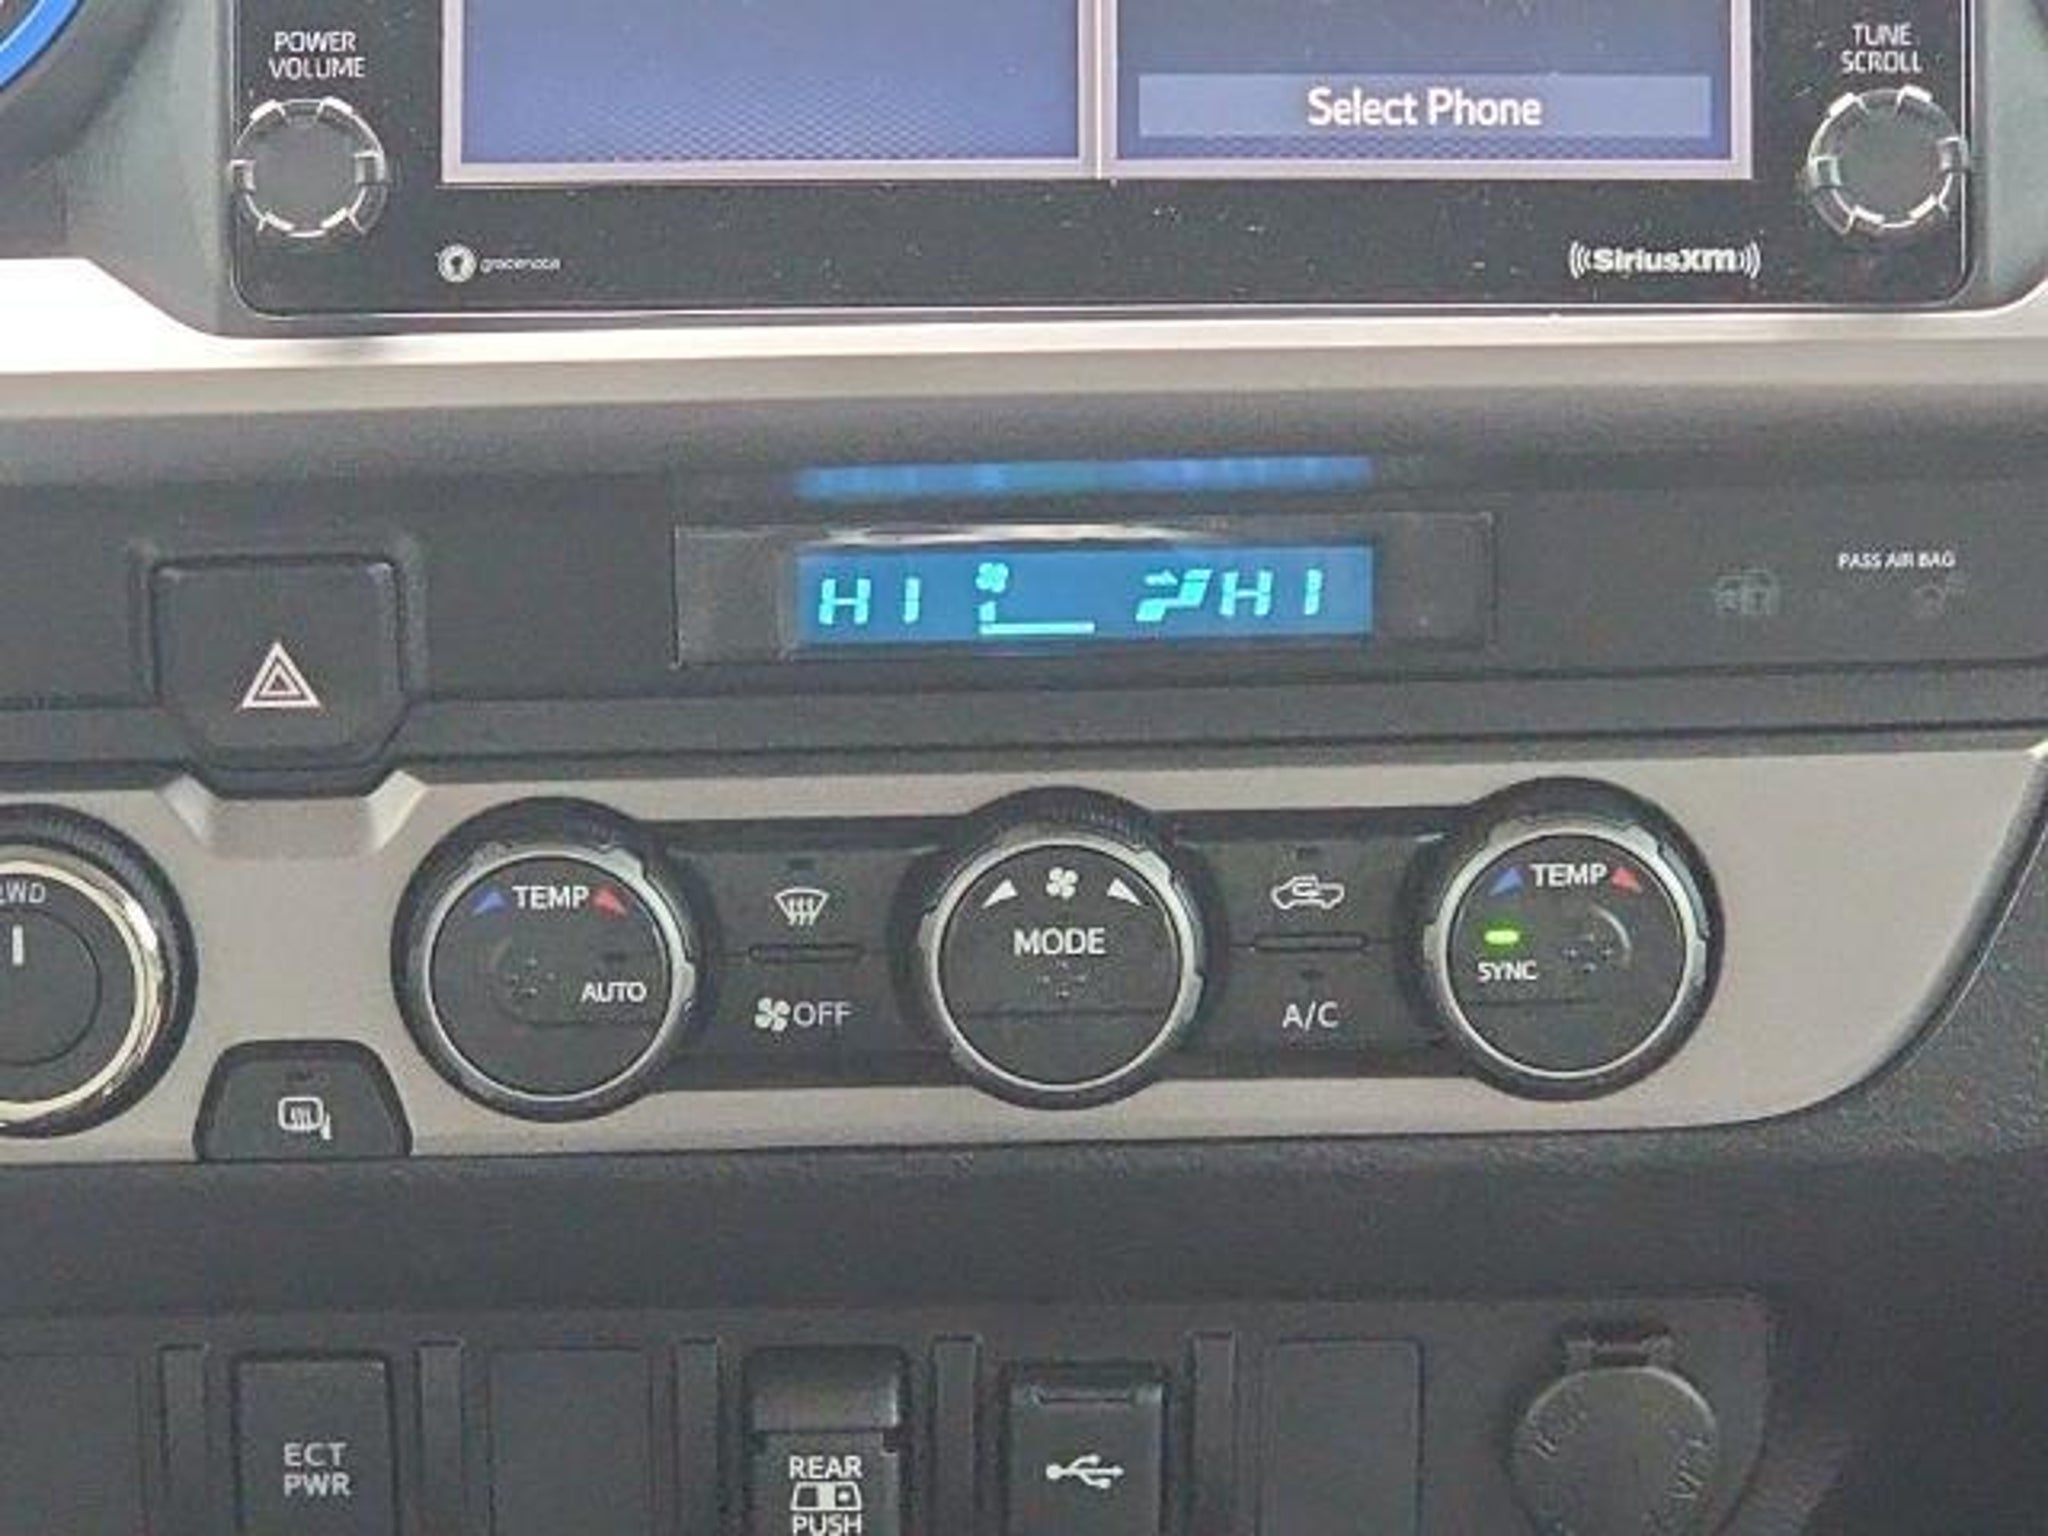 POWER
VOLUME
TUNE
SCROLL
Select Phone
gracenote
SiriusXM
PASS AIR BAG
HI HI
TEMP
AUTO
OFF
MODE
A/C
TEMP
SYNC
ECT
PWR
REAR
PUSH